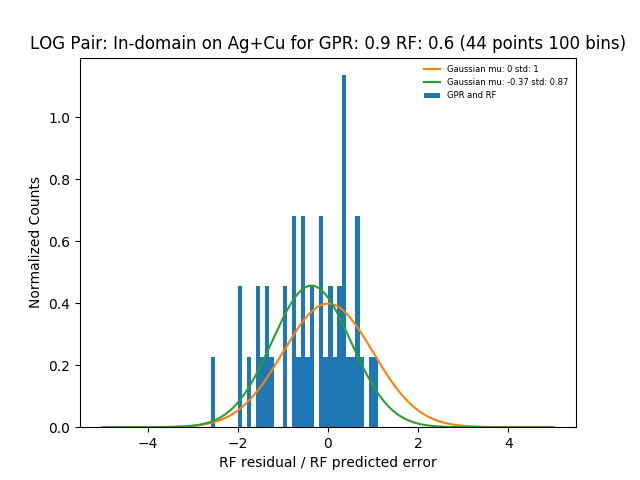 LOG Pair: In-domain on Ag+Cu for GPR: 0.9 RF: 0.6 (44 points 100 bins)
Gaussian mu: 0 std: 1
Gaussian mu: -0.37 std: 0.87
GPR and RF
Normalized Counts
1.0
0.8
0.6
0.4
0.2
0.0
−4 −2 0 2 4
RF residual / RF predicted error